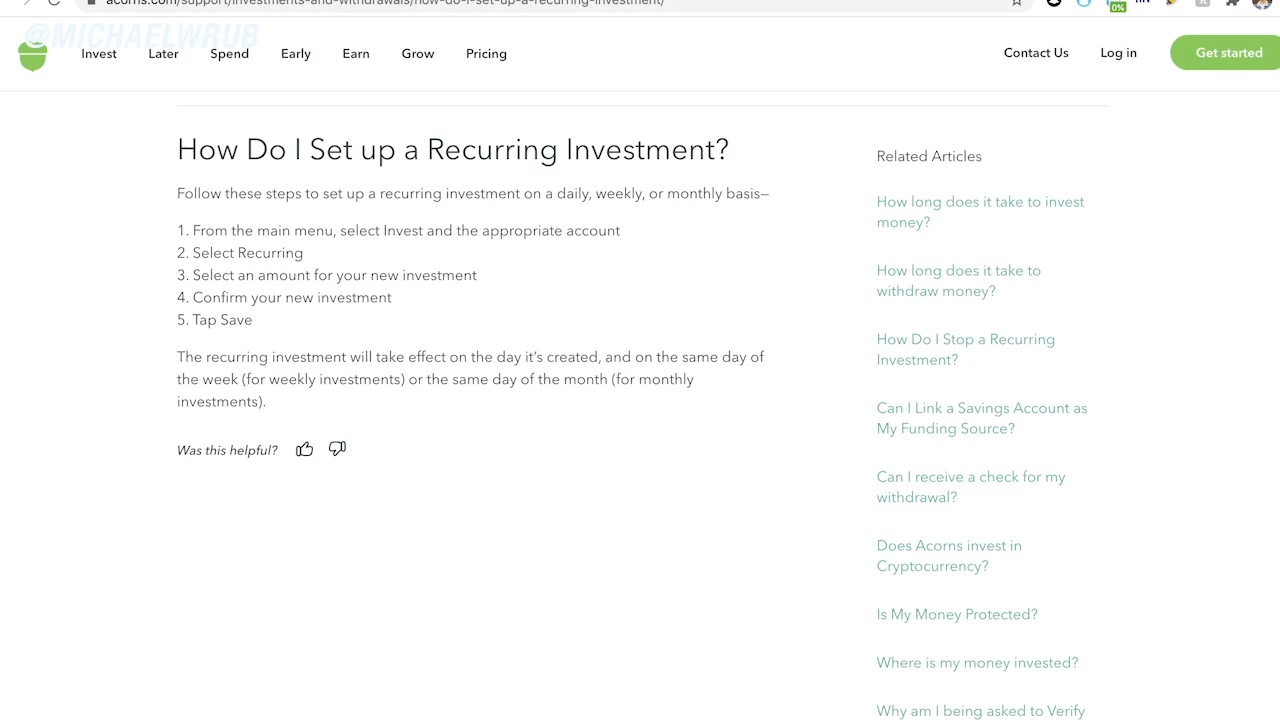 acorns.com/support/investments-and-withdrawals/how-do-i-set-up-a-recurring-investment/
0%
@MICHAELWRUB
Invest
Later
Spend
Early
Earn
Grow
Pricing
Contact Us
Log in
Get started
How Do I Set up a Recurring Investment?
Follow these steps to set up a recurring investment on a daily, weekly, or monthly basis—
1. From the main menu, select Invest and the appropriate account
2. Select Recurring
3. Select an amount for your new investment
4. Confirm your new investment
5. Tap Save
The recurring investment will take effect on the day it’s created, and on the same day of
the week (for weekly investments) or the same day of the month (for monthly
investments).
Was this helpful?
Related Articles
How long does it take to invest
money?
How long does it take to
withdraw money?
How Do I Stop a Recurring
Investment?
Can I Link a Savings Account as
My Funding Source?
Can I receive a check for my
withdrawal?
Does Acorns invest in
Cryptocurrency?
Is My Money Protected?
Where is my money invested?
Why am I being asked to Verify